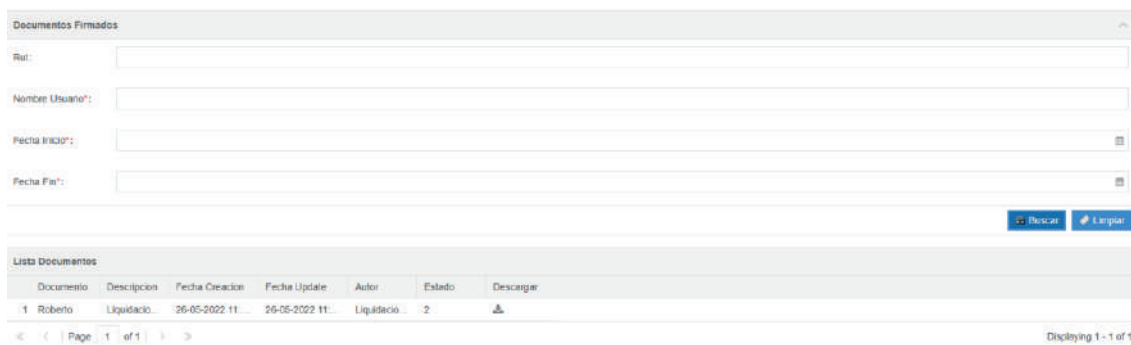 Documentos Firmados
Rut:
Nombre Usuario*:
Fecha Inicio*:
Fecha Fin*:
Buscar Limpiar
Lista Documentos
Documento Descripcion Fecha Creacion Fecha Update Autor Estado Descargar
1 Roberto Liquidacio... 26-05-2022 11:... 26-05-2022 11:... Liquidacio... 2
Page 1 of 1 Displaying 1 - 1 of 1